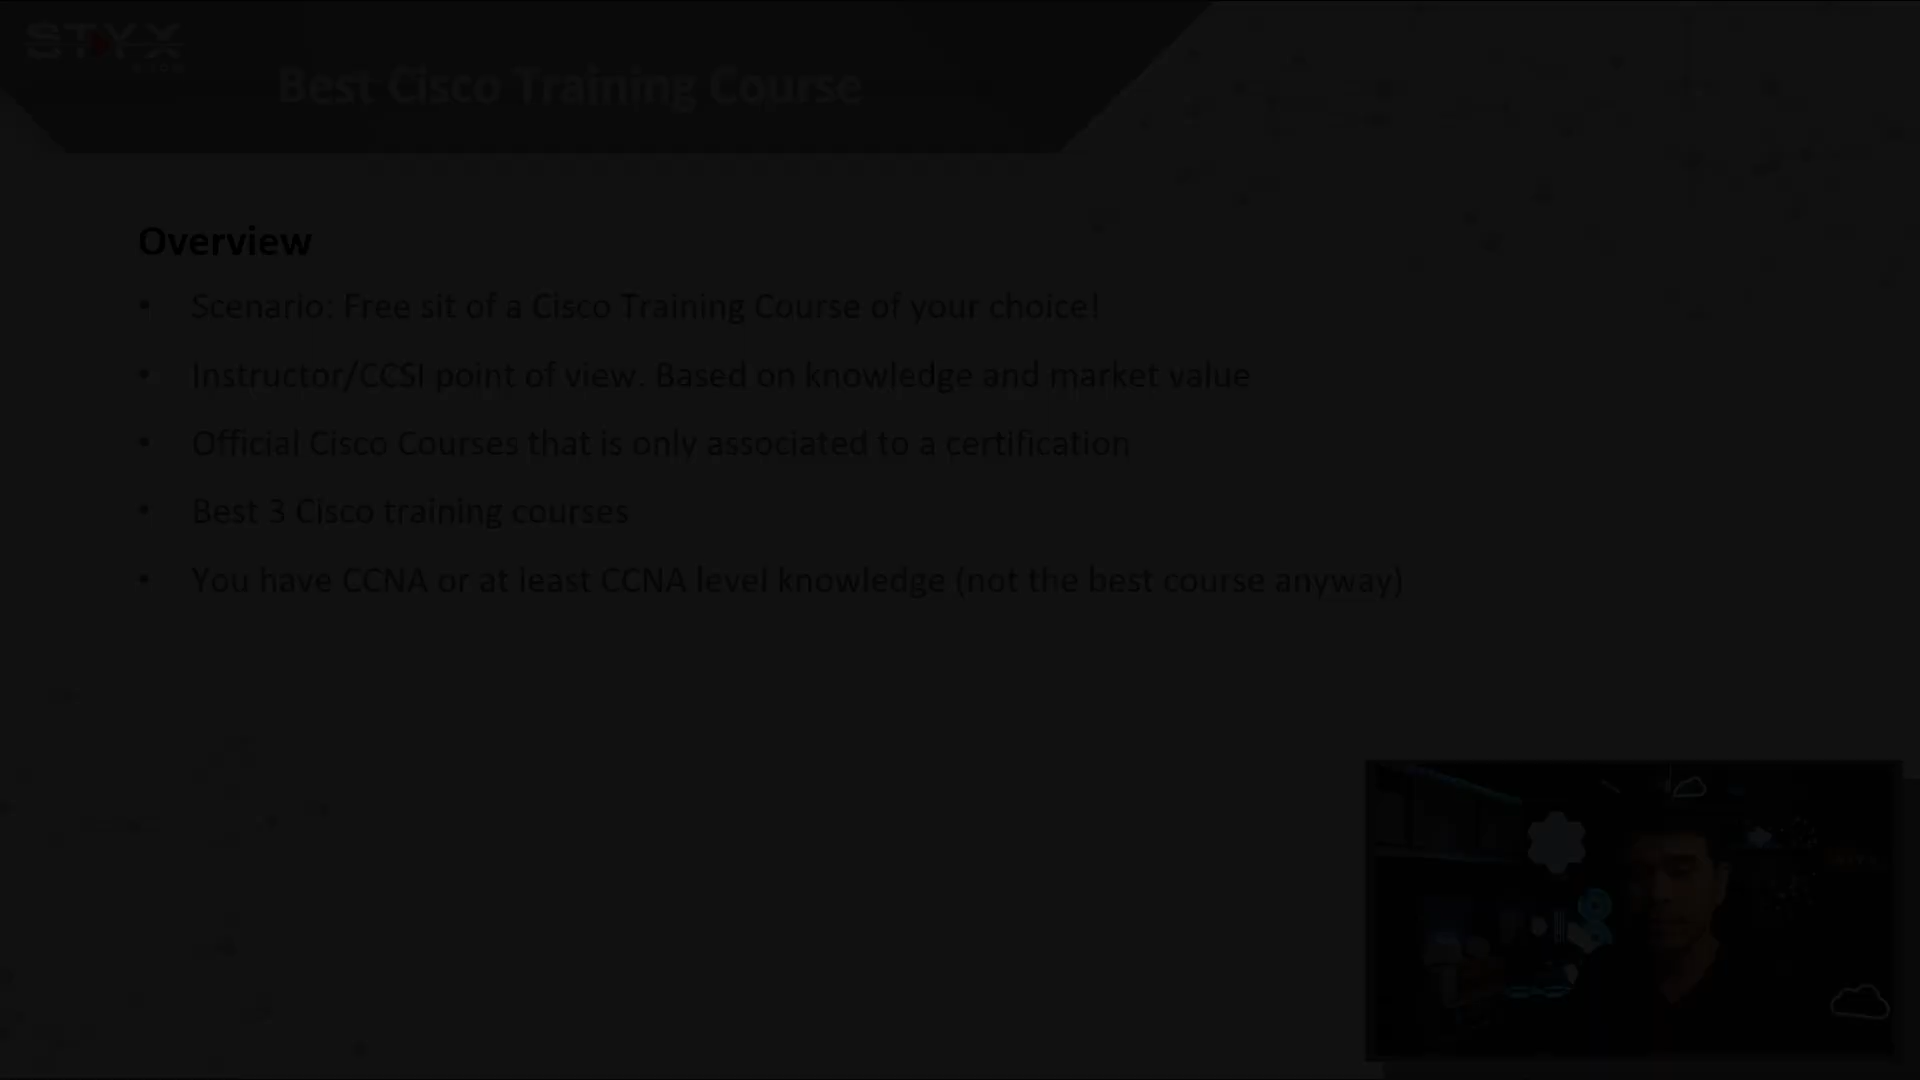 STYX
Best Cisco Training Course
Overview
• Scenario: Free sit of a Cisco Training Course of your choice!
• Instructor/CCSI point of view. Based on knowledge and market value
• Official Cisco Courses that is only associated to a certification
• Best 3 Cisco training courses
• You have CCNA or at least CCNA level knowledge (not the best course anyway)